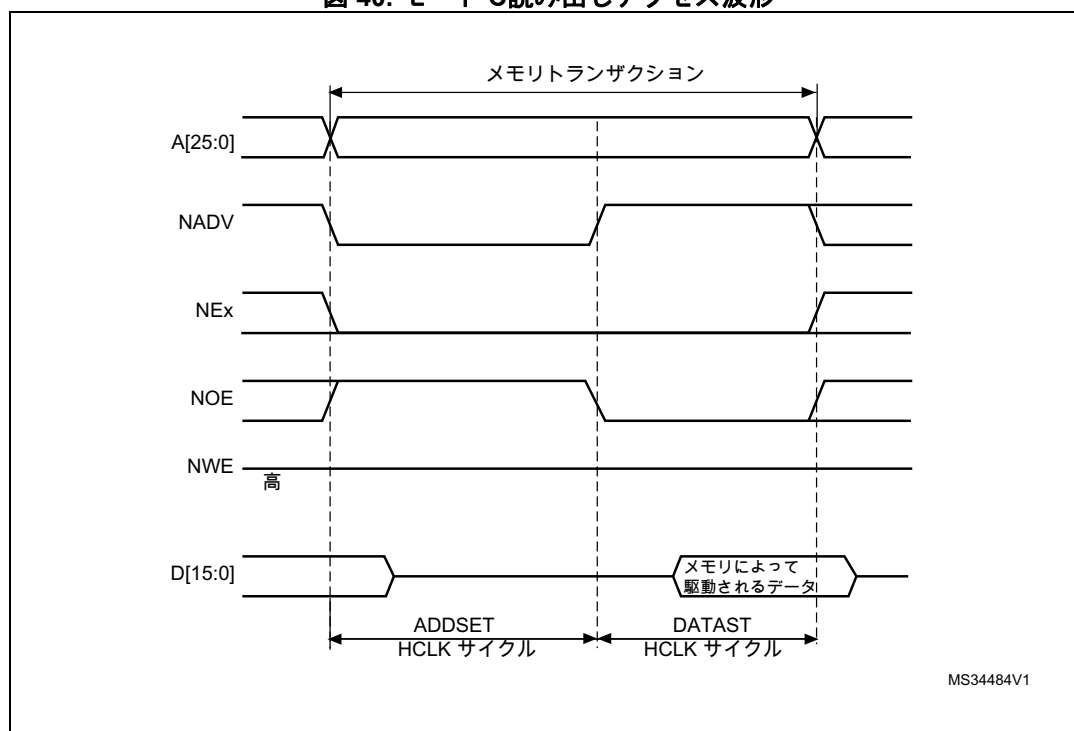 メモリトランザクション
A[25:0]
NADV
NEx
NOE
NWE
高
D[15:0]
メモリによって
駆動されるデータ
ADDSET
HCLK サイクル
DATAST
HCLK サイクル
MS34484V1